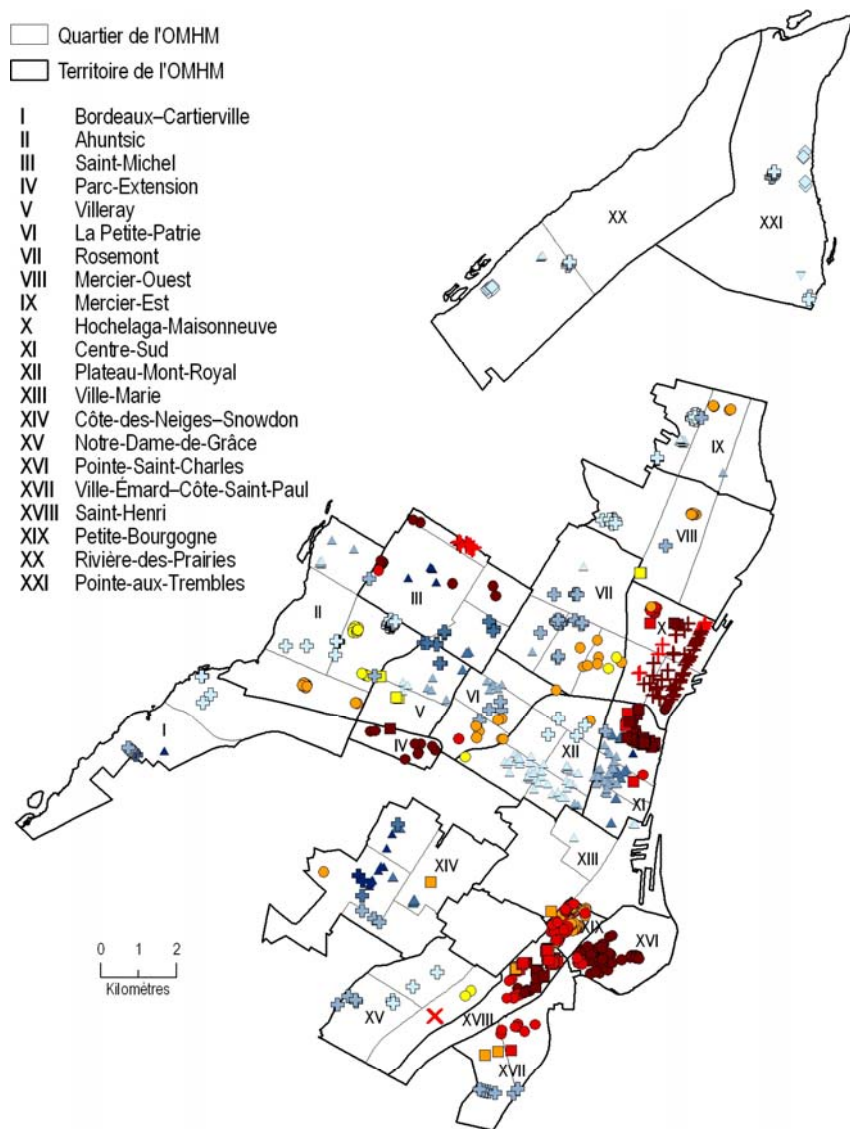 Quartier de l'OMHM
Territoire de l'OMHM
I Bordeaux–Cartierville
II Ahuntsic
III Saint-Michel
IV Parc-Extension
V Villeray
VI La Petite-Patrie
VII Rosemont
VIII Mercier-Ouest
IX Mercier-Est
X Hochelaga-Maisonneuve
XI Centre-Sud
XII Plateau-Mont-Royal
XIII Ville-Marie
XIV Côte-des-Neiges–Snowdon
XV Notre-Dame-de-Grâce
XVI Pointe-Saint-Charles
XVII Ville-Émard–Côte-Saint-Paul
XVIII Saint-Henri
XIX Petite-Bourgogne
XX Rivière-des-Prairies
XXI Pointe-aux-Trembles
XX
XXI
IX
VIII
VII
III
II
X
VI
V
I
IV
XII
XI
XIII
XIV
XIX
XVI
0 1 2
Kilomètres
XV
XVIII
XVII